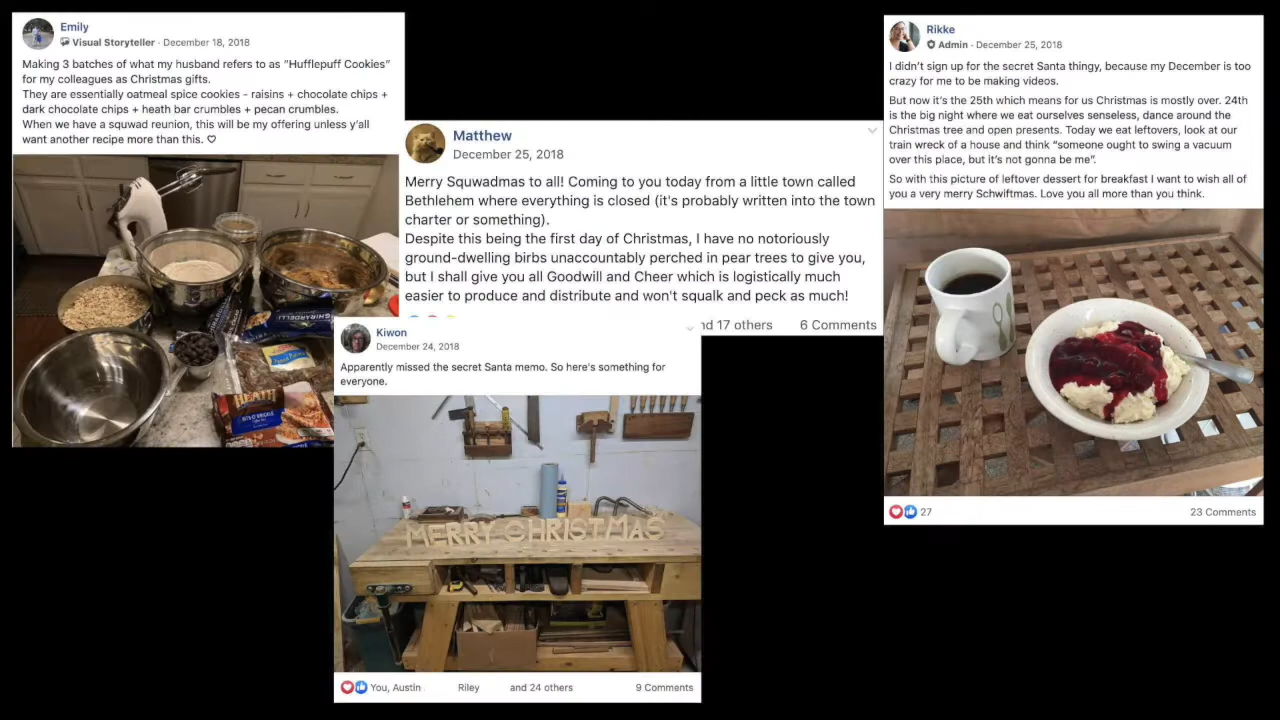 Emily
Visual Storyteller · December 18, 2018
Making 3 batches of what my husband refers to as “Hufflepuff Cookies”
for my colleagues as Christmas gifts.
They are essentially oatmeal spice cookies - raisins + chocolate chips +
dark chocolate chips + heath bar crumbles + pecan crumbles.
When we have a squwad reunion, this will be my offering unless y'all
want another recipe more than this. ♡
GHIRARDELLI
HEATH
Matthew
December 25, 2018
Merry Squwadmas to all! Coming to you today from a little town called
Bethlehem where everything is closed (it's probably written into the town
charter or something).
Despite this being the first day of Christmas, I have no notoriously
ground-dwelling birbs unaccountably perched in pear trees to give you,
but I shall give you all Goodwill and Cheer which is logistically much
easier to produce and distribute and won't squalk and peck as much!
nd 17 others 6 Comments
Kiwon
December 24, 2018
Apparently missed the secret Santa memo. So here's something for
everyone.
MERRY CHRISTMAS
You, Austin Riley and 24 others 9 Comments
Rikke
Admin · December 25, 2018
I didn't sign up for the secret Santa thingy, because my December is too
crazy for me to be making videos.
But now it's the 25th which means for us Christmas is mostly over. 24th
is the big night where we eat ourselves senseless, dance around the
Christmas tree and open presents. Today we eat leftovers, look at our
train wreck of a house and think “someone ought to swing a vacuum
over this place, but it's not gonna be me”.
So with this picture of leftover dessert for breakfast I want to wish all of
you a very merry Schwiftmas. Love you all more than you think.
27 23 Comments